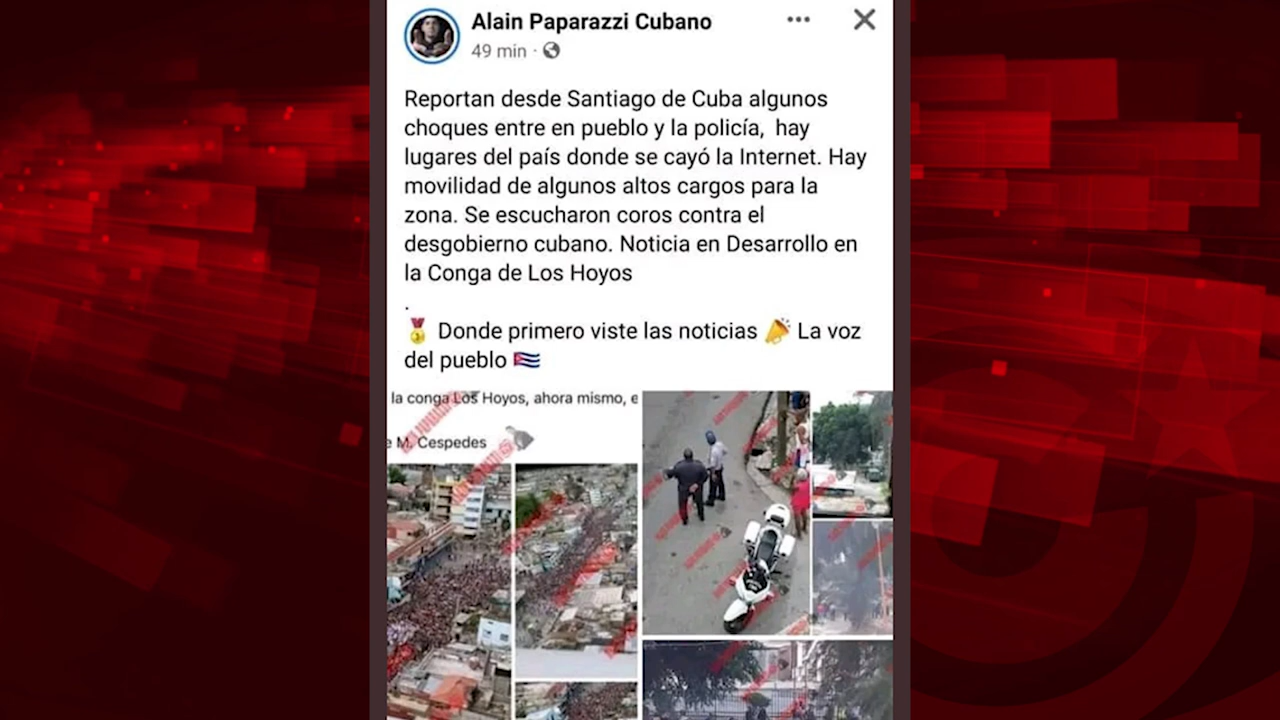 Alain Paparazzi Cubano
49 min ·
Reportan desde Santiago de Cuba algunos
choques entre en pueblo y la policía, hay
lugares del país donde se cayó la Internet. Hay
movilidad de algunos altos cargos para la
zona. Se escucharon coros contra el
desgobierno cubano. Noticia en Desarrollo en
la Conga de Los Hoyos
.
🏅 Donde primero viste las noticias 📣 La voz
del pueblo 🇨🇺
la conga Los Hoyos, ahora mismo, e
e M. Cespedes